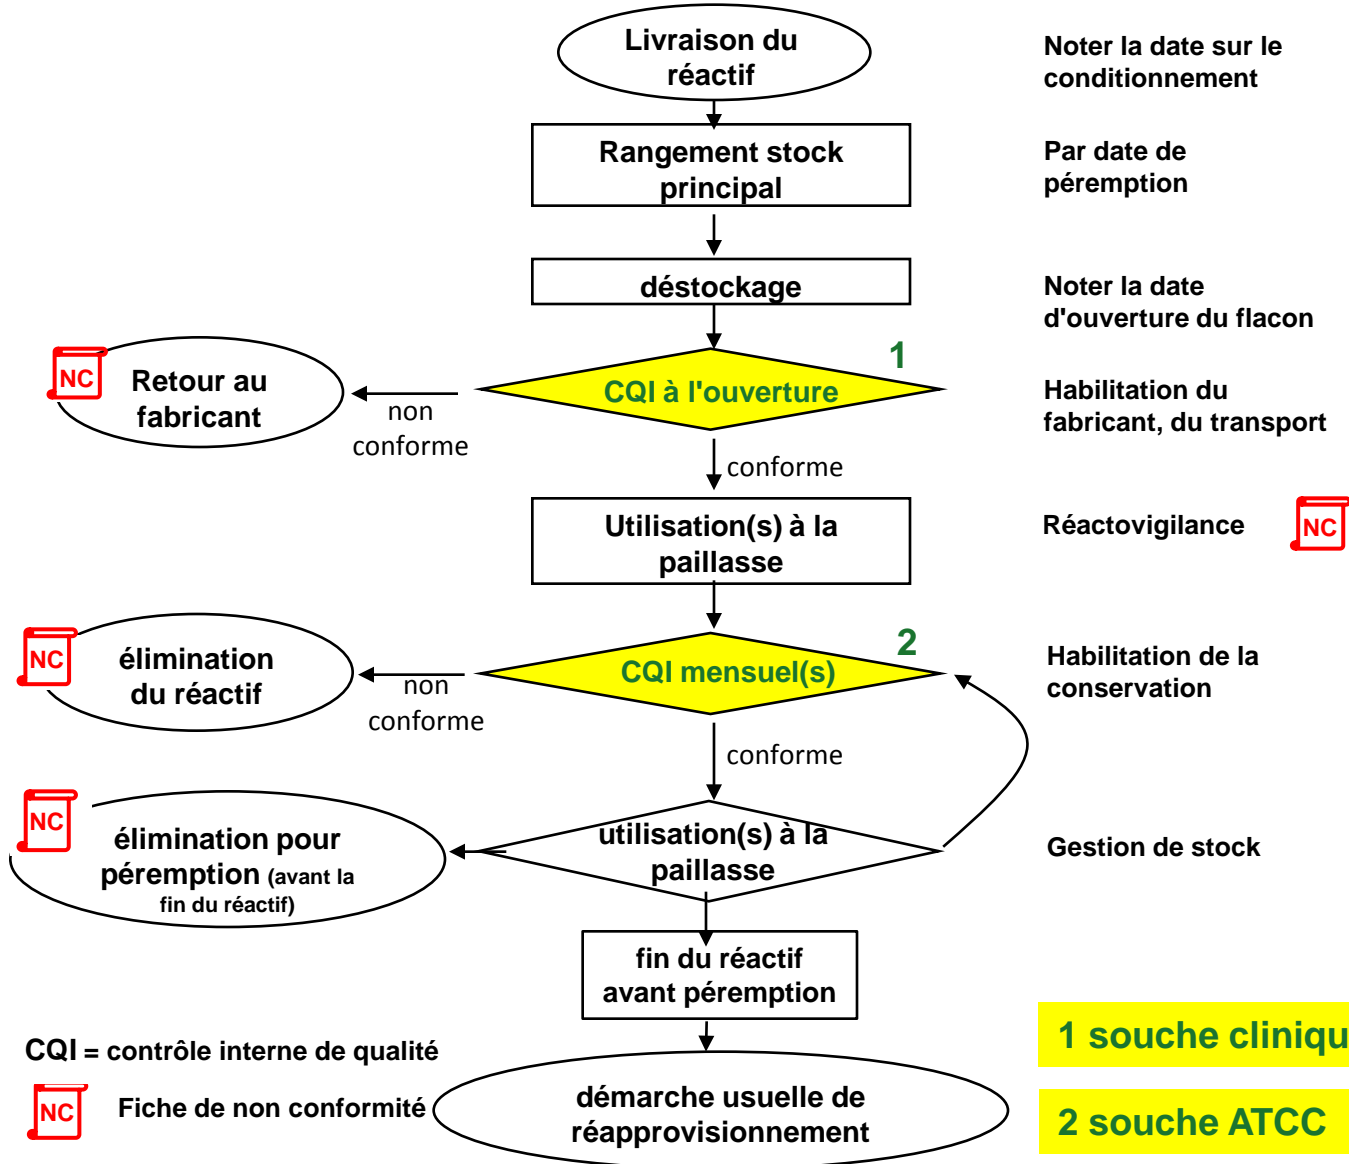 Livraison du
réactif
Noter la date sur le
conditionnement
Rangement stock
principal
Par date de
péremption
déstockage
Noter la date
d'ouverture du flacon
1
CQI à l'ouverture
NC
Retour au
fabricant
non
conforme
Habilitation du
fabricant, du transport
conforme
Utilisation(s) à la
paillasse
Réactovigilance
NC
2
CQI mensuel(s)
NC
élimination
du réactif
non
conforme
Habilitation de la
conservation
conforme
NC
élimination pour
péremption (avant la
fin du réactif)
utilisation(s) à la
paillasse
Gestion de stock
fin du réactif
avant péremption
CQI = contrôle interne de qualité
NC
Fiche de non conformité
démarche usuelle de
réapprovisionnement
1 souche cliniqu
2 souche ATCC